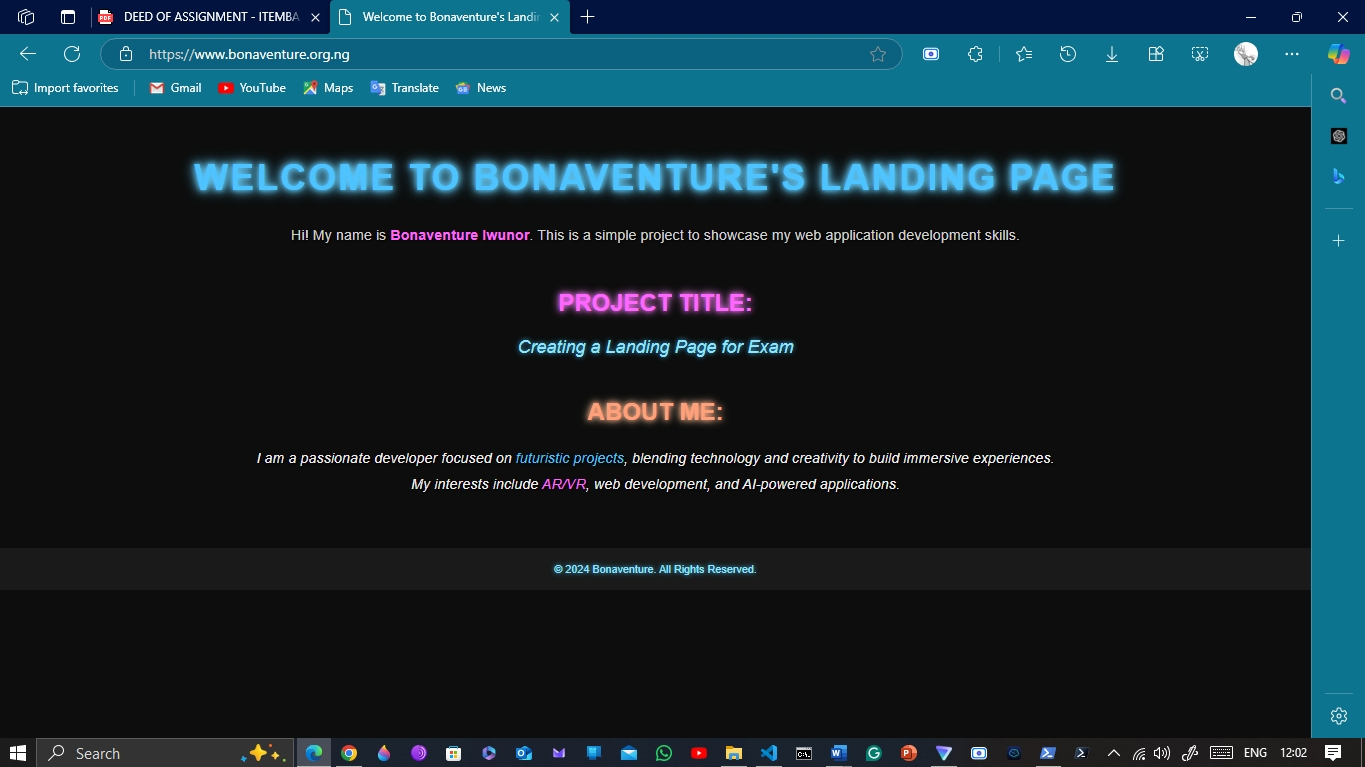 DEED OF ASSIGNMENT - ITEMBA
Welcome to Bonaventure's Landin
https://www.bonaventure.org.ng
Import favorites
Gmail
YouTube
Maps
Translate
News
WELCOME TO BONAVENTURE'S LANDING PAGE
Hi! My name is Bonaventure Iwunor. This is a simple project to showcase my web application development skills.
PROJECT TITLE:
Creating a Landing Page for Exam
ABOUT ME:
I am a passionate developer focused on futuristic projects, blending technology and creativity to build immersive experiences.
My interests include AR/VR, web development, and AI-powered applications.
© 2024 Bonaventure. All Rights Reserved.
Search
ENG
12:02